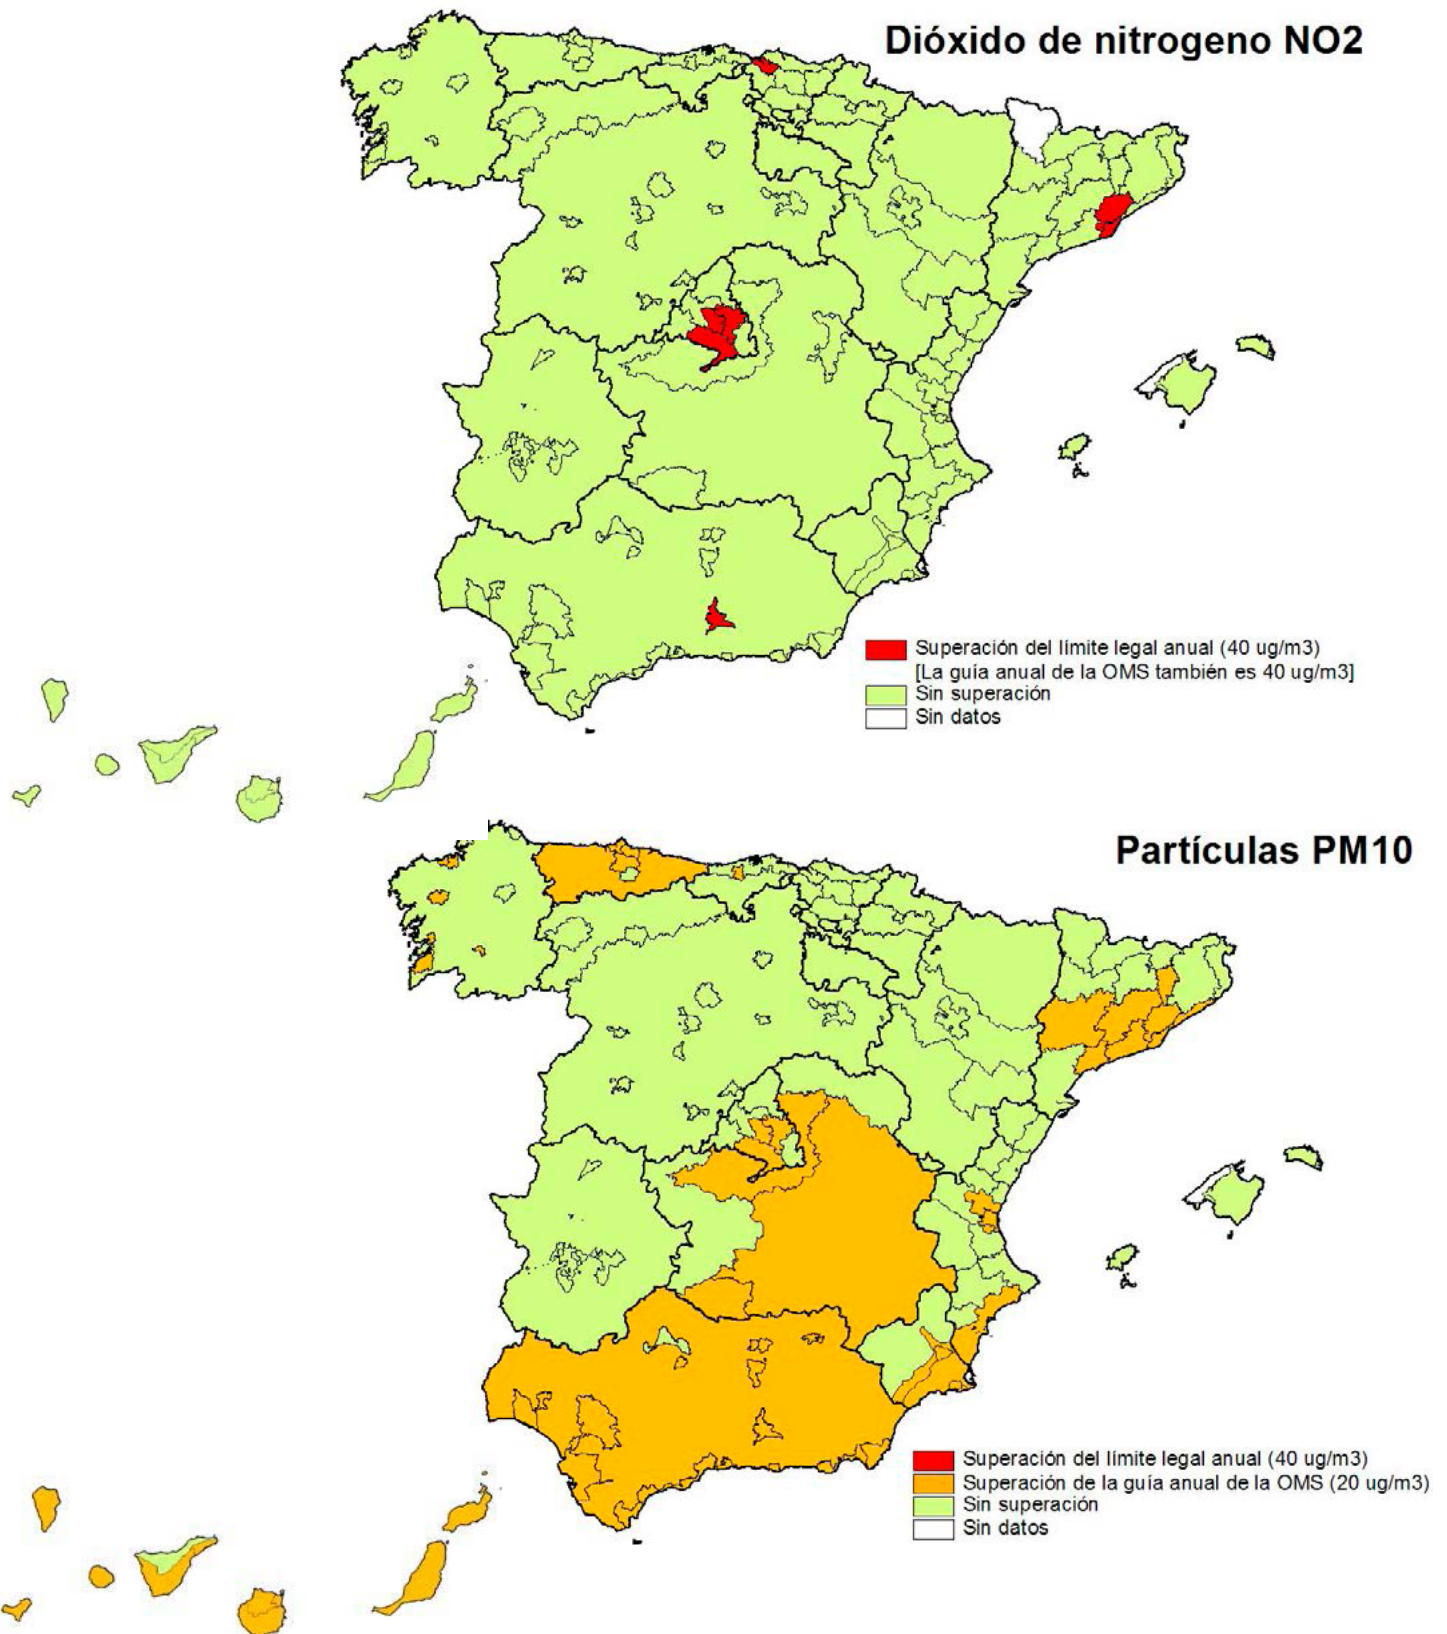 Dióxido de nitrogeno NO2
Superación del límite legal anual (40 ug/m3)
[La guía anual de la OMS también es 40 ug/m3]
Sin superación
Sin datos
Partículas PM10
Superación del límite legal anual (40 ug/m3)
Superación de la guía anual de la OMS (20 ug/m3)
Sin superación
Sin datos